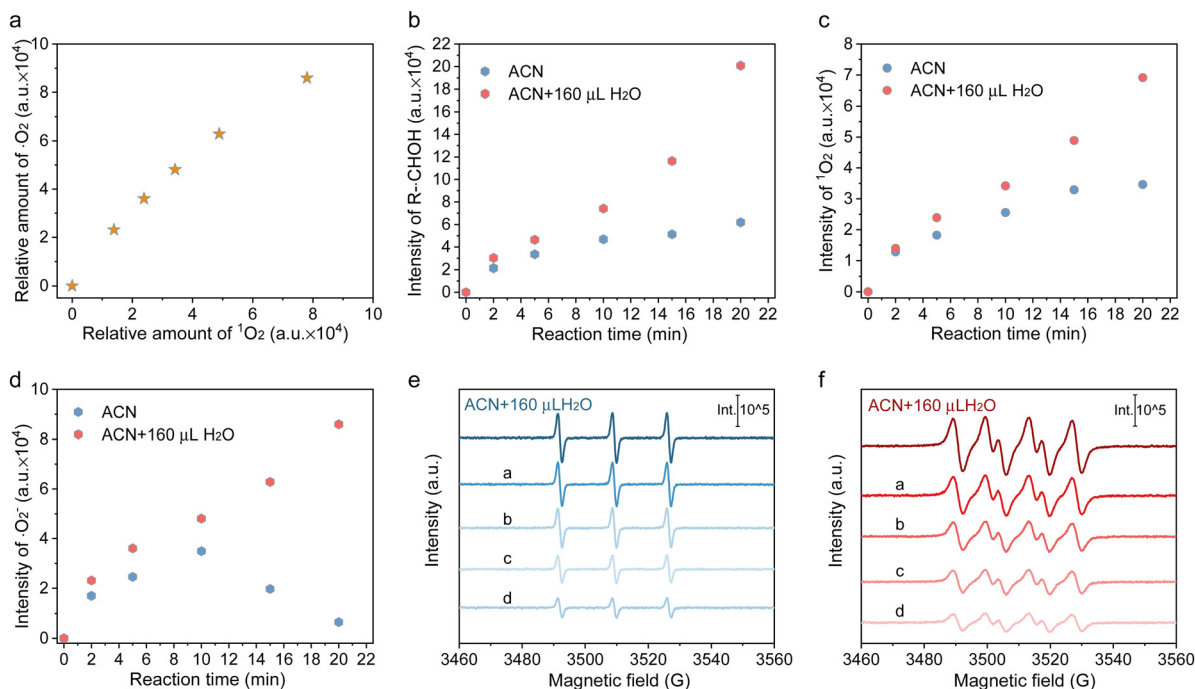 a
Relative amount of ·O₂ (a.u.×10⁴)
10
8
6
4
2
0
0 2 4 6 8 10
Relative amount of ¹O₂ (a.u.×10⁴)
b
Intensity of R-·CHOH (a.u.×10⁴)
22
20
18
16
14
12
10
8
6
4
2
0
ACN
ACN+160 μL H₂O
0 2 4 6 8 10 12 14 16 18 20 22
Reaction time (min)
c
Intensity of ¹O₂ (a.u.×10⁴)
8
7
6
5
4
3
2
1
0
ACN
ACN+160 μL H₂O
0 2 4 6 8 10 12 14 16 18 20 22
Reaction time (min)
d
Intensity of ·O₂⁻ (a.u.×10⁴)
10
8
6
4
2
0
ACN
ACN+160 μL H₂O
0 2 4 6 8 10 12 14 16 18 20 22
Reaction time (min)
e
Intensity (a.u.)
ACN+160 μLH₂O
Int. 10^5
a
b
c
d
3460 3480 3500 3520 3540 3560
Magnetic field (G)
f
Intensity (a.u.)
ACN+160 μLH₂O
Int. 10^5
a
b
c
d
3460 3480 3500 3520 3540 3560
Magnetic field (G)